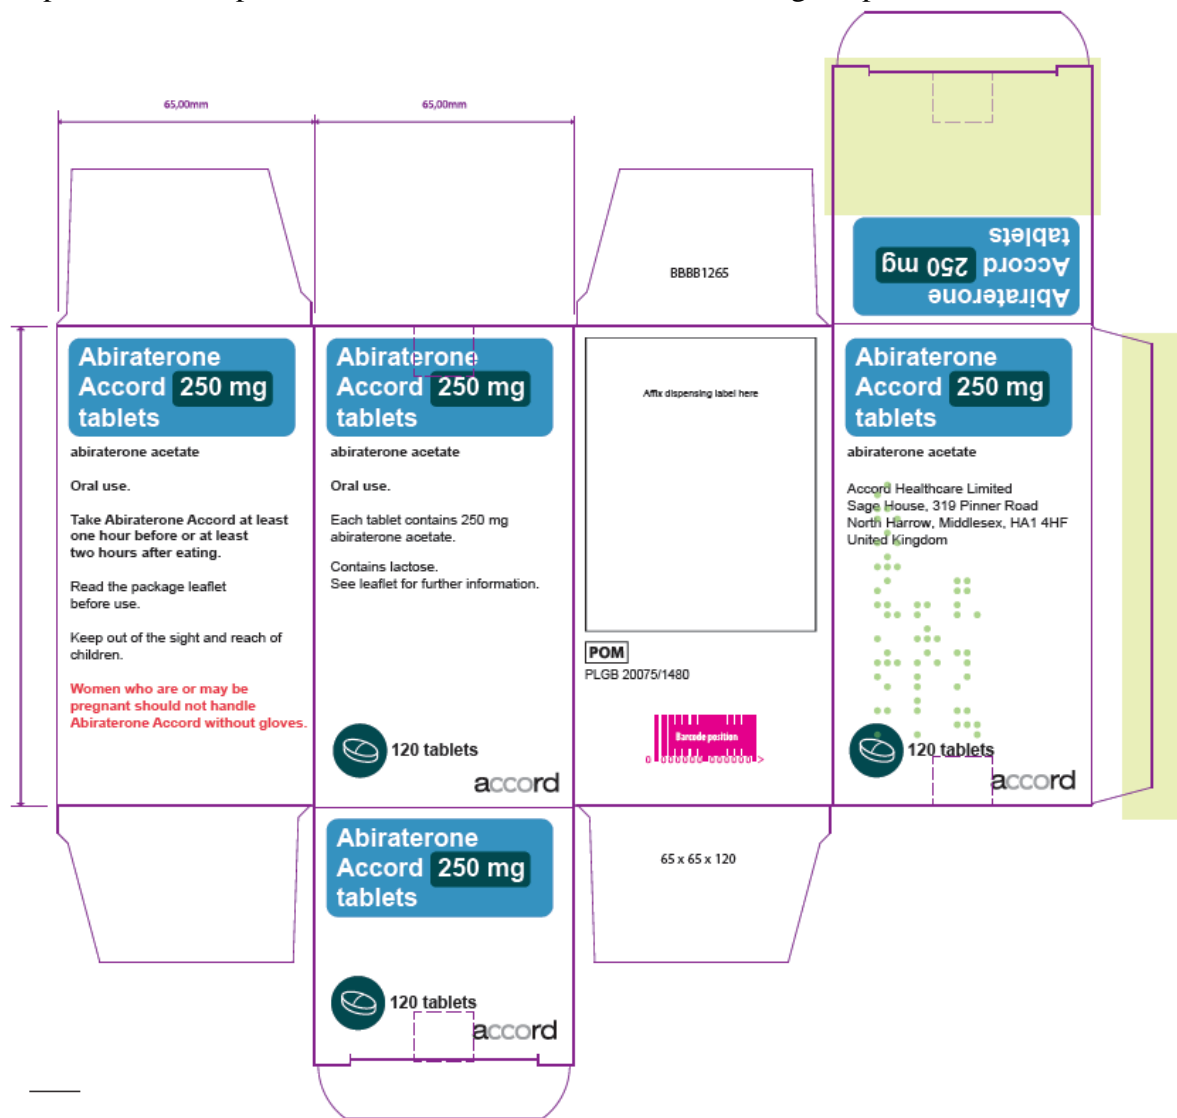 65,00mm
65,00mm
BBBB1265
Abiraterone
Accord 250 mg
tablets
Abiraterone
Accord 250 mg
tablets
abiraterone acetate
Oral use.
Take Abiraterone Accord at least
one hour before or at least
two hours after eating.
Read the package leaflet
before use.
Keep out of the sight and reach of
children.
Women who are or may be
pregnant should not handle
Abiraterone Accord without gloves.
Abiraterone
Accord 250 mg
tablets
abiraterone acetate
Oral use.
Each tablet contains 250 mg
abiraterone acetate.
Contains lactose.
See leaflet for further information.
120 tablets
accord
Affix dispensing label here
POM
PLGB 20075/1480
Barcode position
0 000000 000000 >
Abiraterone
Accord 250 mg
tablets
abiraterone acetate
Accord Healthcare Limited
Sage House, 319 Pinner Road
North Harrow, Middlesex, HA1 4HF
United Kingdom
120 tablets
accord
Abiraterone
Accord 250 mg
tablets
120 tablets
accord
65 x 65 x 120